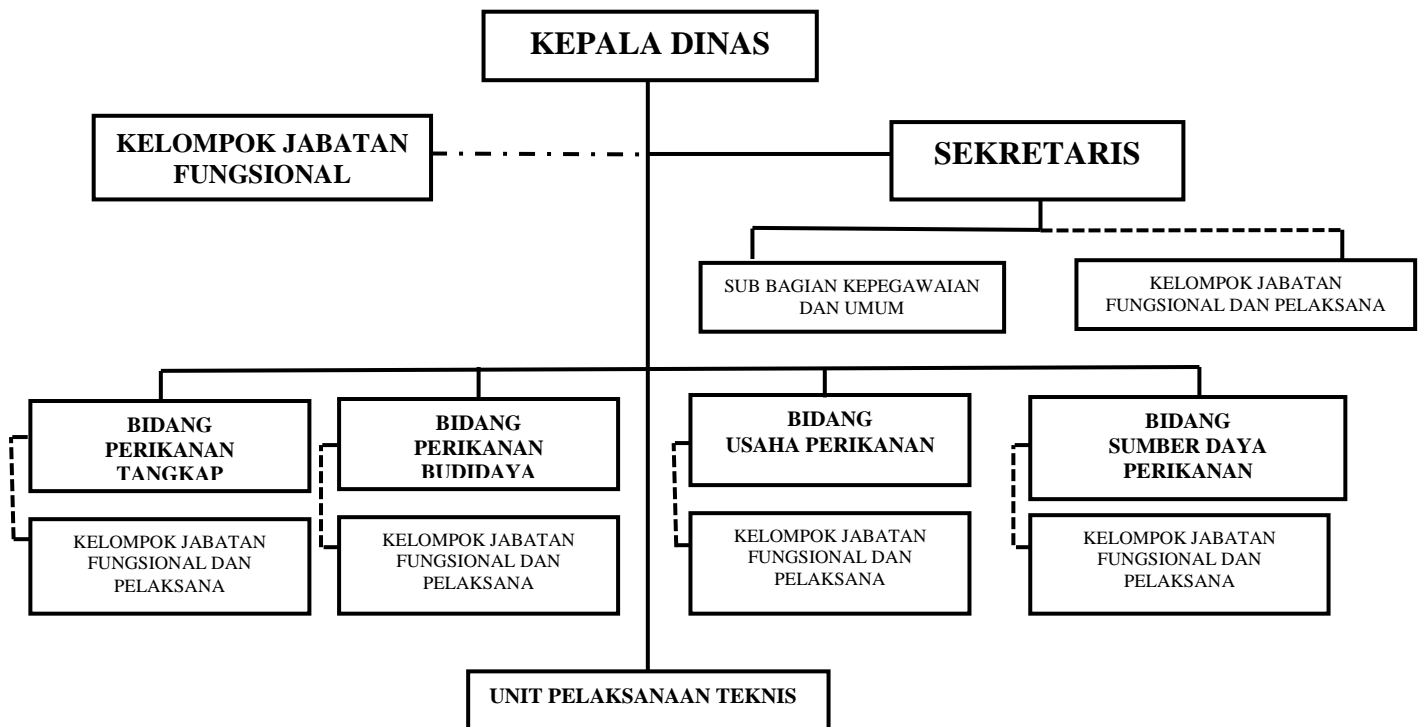 KEPALA DINAS
KELOMPOK JABATAN
FUNGSIONAL
SEKRETARIS
SUB BAGIAN KEPEGAWAIAN
DAN UMUM
KELOMPOK JABATAN
FUNGSIONAL DAN PELAKSANA
BIDANG
PERIKANAN
TANGKAP
BIDANG
PERIKANAN
BUDIDAYA
BIDANG
USAHA PERIKANAN
BIDANG
SUMBER DAYA
PERIKANAN
KELOMPOK JABATAN
FUNGSIONAL DAN
PELAKSANA
KELOMPOK JABATAN
FUNGSIONAL DAN
PELAKSANA
KELOMPOK JABATAN
FUNGSIONAL DAN
PELAKSANA
KELOMPOK JABATAN
FUNGSIONAL DAN
PELAKSANA
UNIT PELAKSANAAN TEKNIS